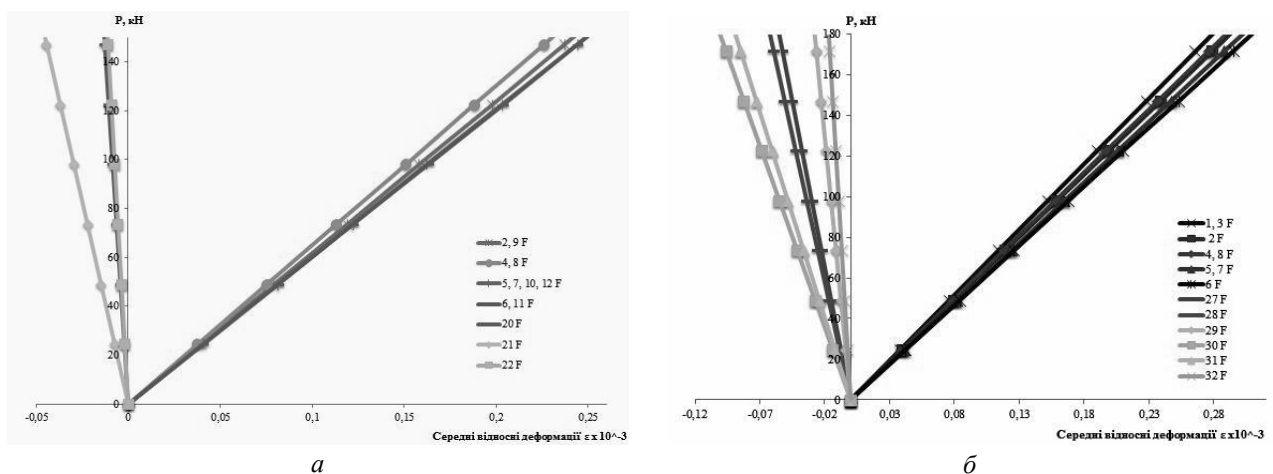 P, кН
140
120
100
80
60
40
20
0
-0,05
0
0,05
0,1
0,15
0,2
0,25
Середні відносні деформації ε x10^-3
2, 9 F
4, 8 F
5, 7, 10, 12 F
6, 11 F
20 F
21 F
22 F
а
P, кН
180
160
140
120
100
80
60
40
20
0
-0,12
-0,07
-0,02
0,03
0,08
0,13
0,18
0,23
0,28
Середні відносні деформації ε x10^-3
1, 3 F
2 F
4, 8 F
5, 7 F
6 F
27 F
28 F
29 F
30 F
31 F
32 F
б